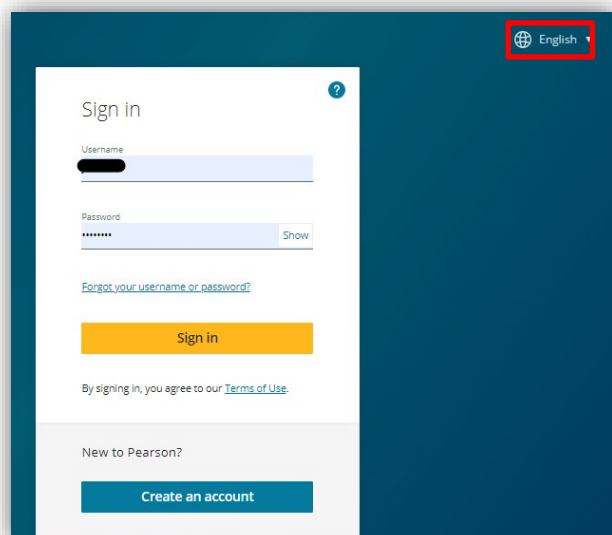 English
Sign in
?
Username
Password
••••••••
Show
Forgot your username or password?
Sign in
By signing in, you agree to our Terms of Use.
New to Pearson?
Create an account